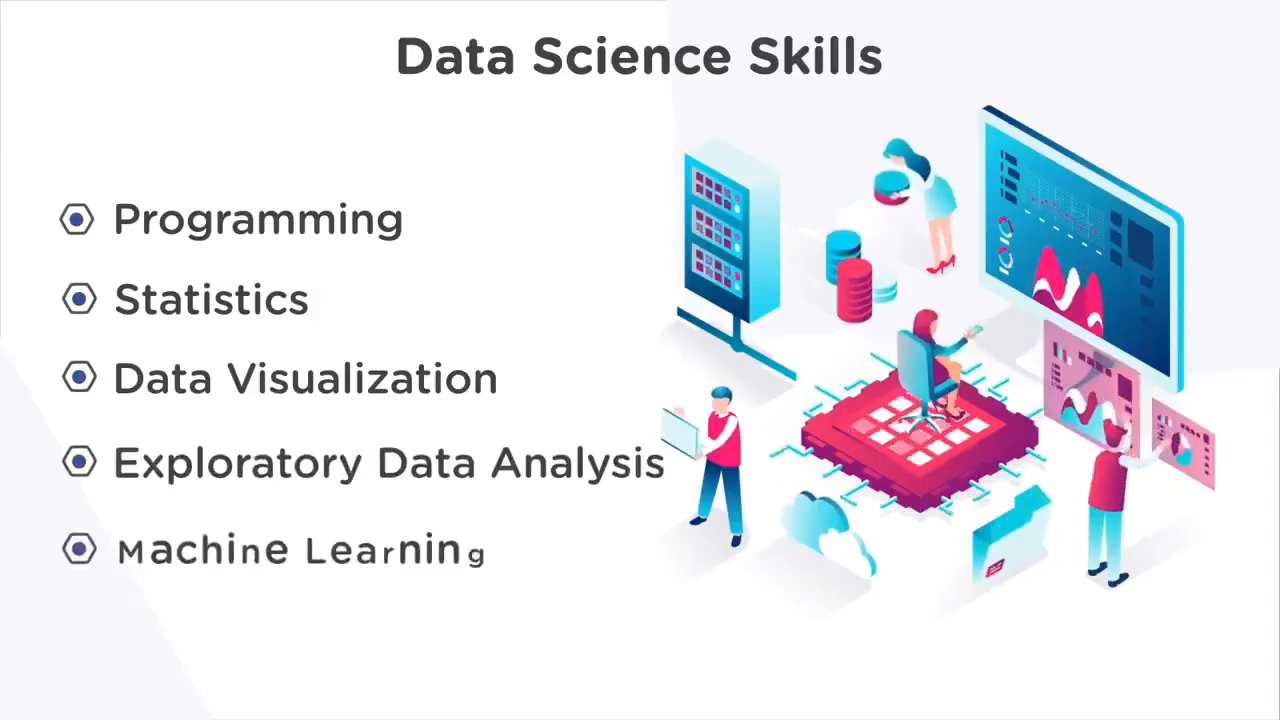 Data Science Skills
Programming
Statistics
Data Visualization
Exploratory Data Analysis
Machine Learning